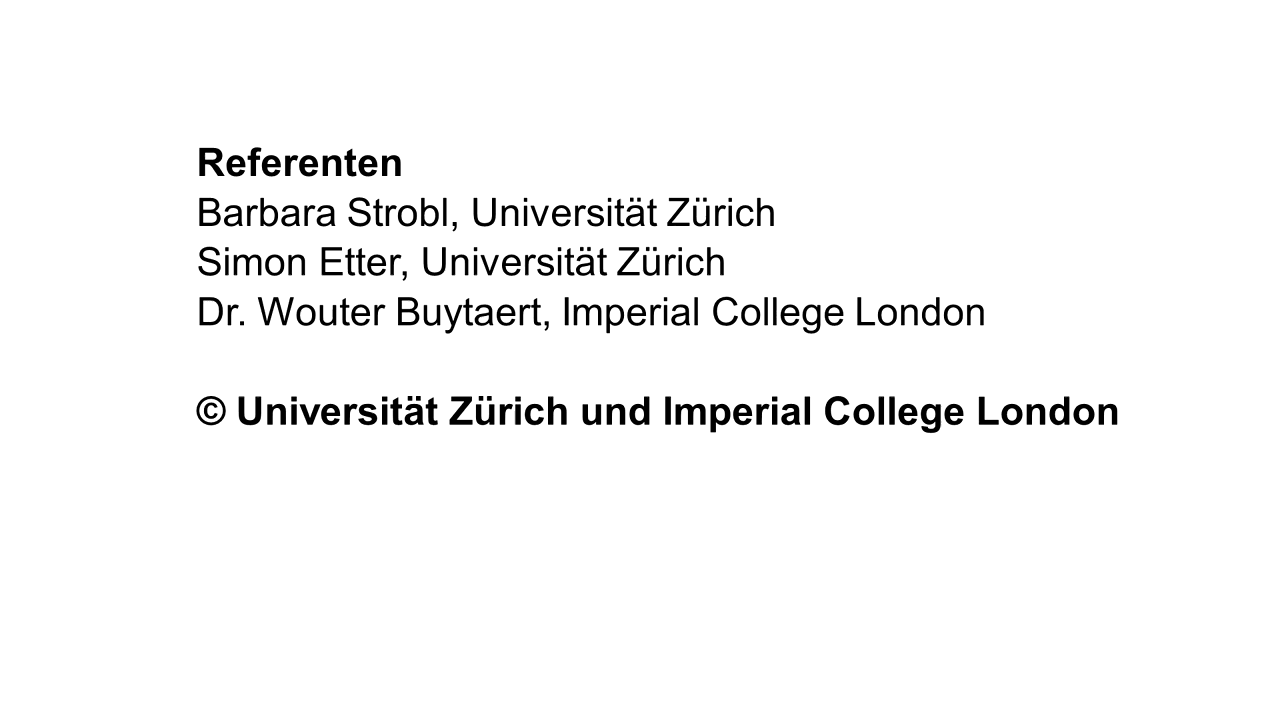 Referenten
Barbara Strobl, Universität Zürich
Simon Etter, Universität Zürich
Dr. Wouter Buytaert, Imperial College London
© Universität Zürich und Imperial College London